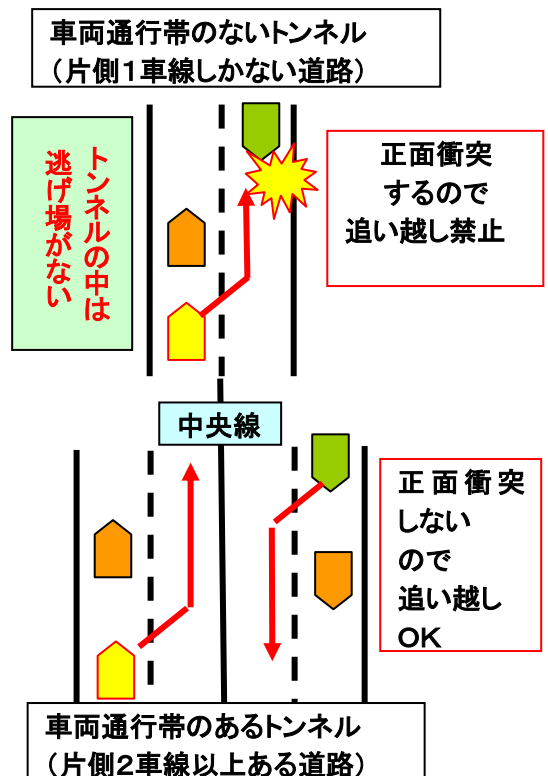 車両通行帯のないトンネル
（片側１車線しかない道路）
トンネルの中は
逃げ場がない
正面衝突
するので
追い越し禁止
中央線
正面衝突
しない
ので
追い越し
ＯＫ
車両通行帯のあるトンネル
（片側２車線以上ある道路）